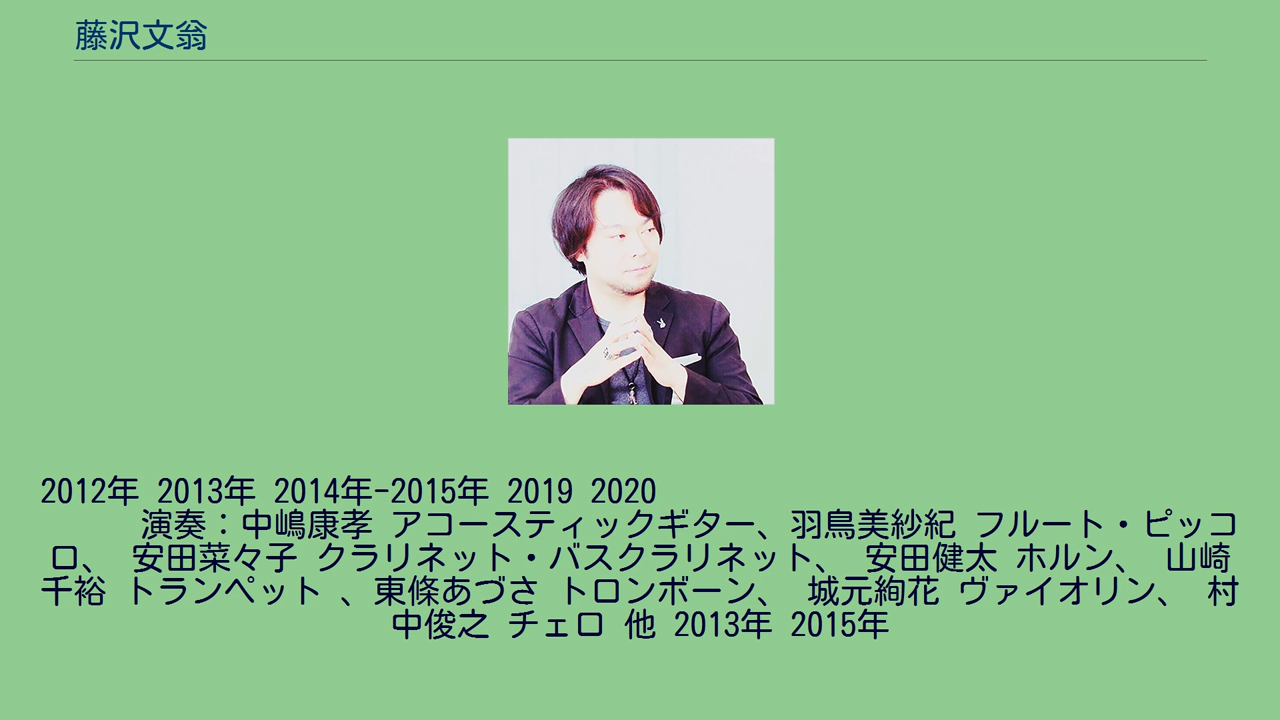 藤沢文翁
2012年 2013年 2014年-2015年 2019 2020
演奏：中嶋康孝 アコースティックギター、羽鳥美紗紀 フルート・ピッコ
ロ、 安田菜々子 クラリネット・バスクラリネット、 安田健太 ホルン、 山崎
千裕 トランペット 、東條あづさ トロンボーン、 城元絢花 ヴァイオリン、 村
中俊之 チェロ 他 2013年 2015年